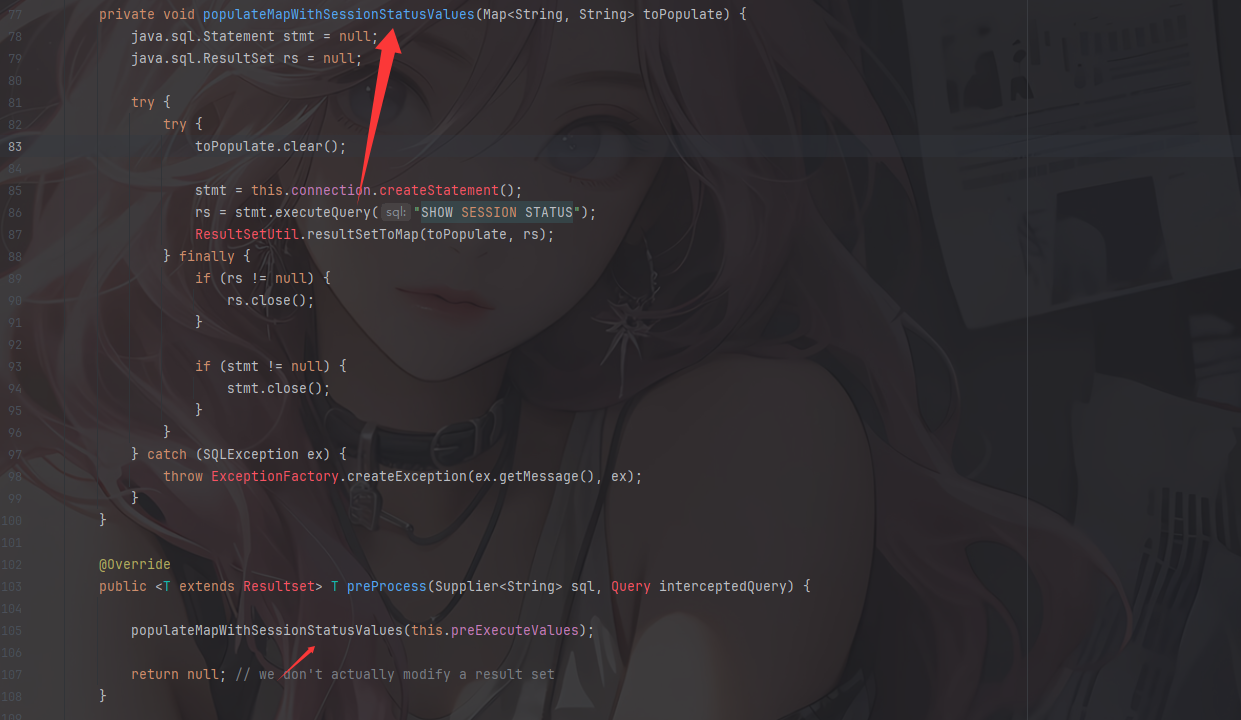 77 private void populateMapWithSessionStatusValues(Map<String, String> toPopulate) {
78 java.sql.Statement stmt = null;
79 java.sql.ResultSet rs = null;
80
81 try {
82 try {
83 toPopulate.clear();
84
85 stmt = this.connection.createStatement();
86 rs = stmt.executeQuery( sql: "SHOW SESSION STATUS");
87 ResultSetUtil.resultSetToMap(toPopulate, rs);
88 } finally {
89 if (rs != null) {
90 rs.close();
91 }
92
93 if (stmt != null) {
94 stmt.close();
95 }
96 }
97 } catch (SQLException ex) {
98 throw ExceptionFactory.createException(ex.getMessage(), ex);
99 }
100 }
101
102 @Override
103 public <T extends Resultset> T preProcess(Supplier<String> sql, Query interceptedQuery) {
104
105 populateMapWithSessionStatusValues(this.preExecuteValues);
106
107 return null; // we don't actually modify a result set
108 }
109